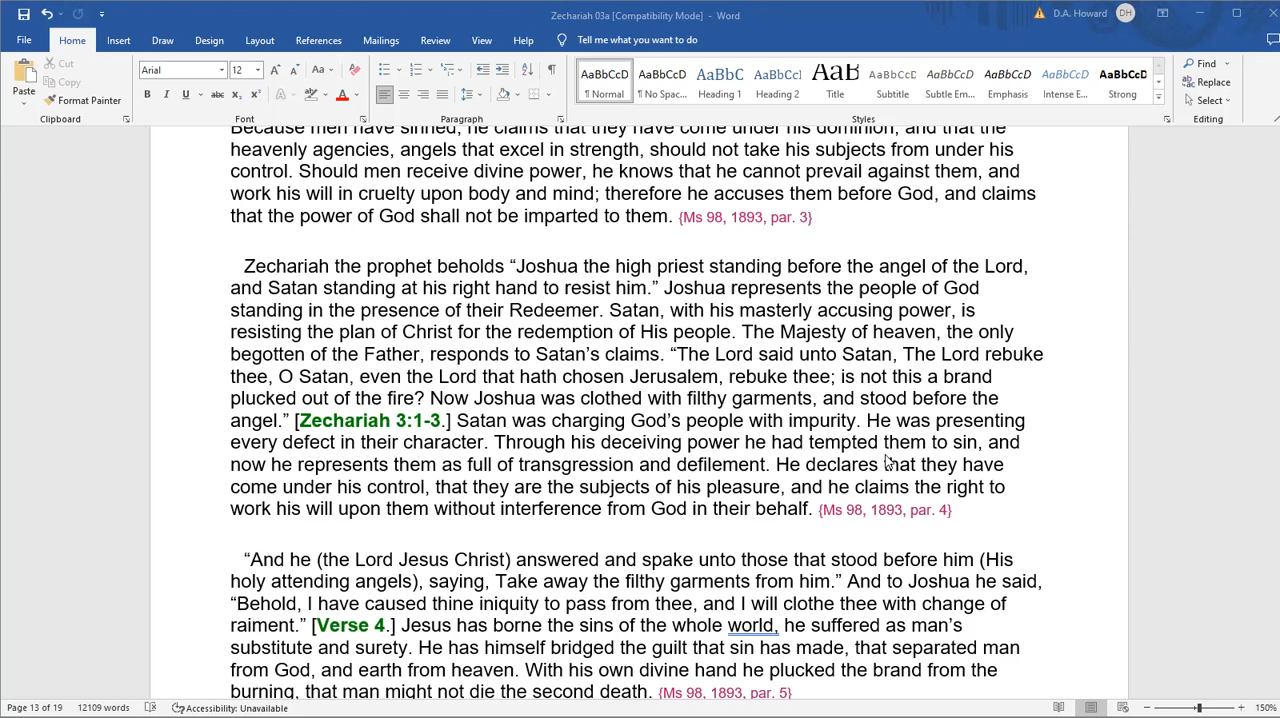 Zechariah 03a [Compatibility Mode] - Word
D.A. Howard DH
File Home Insert Draw Design Layout References Mailings Review View Help Tell me what you want to do
Paste Cut Copy Format Painter Clipboard
Arial 12 Aa Font
Paragraph
AaBbCcD ¶ Normal AaBbCcD ¶ No Spac... AaBbC Heading 1 AaBbCcD Heading 2 AaB Title AaBbCcD Subtitle AaBbCcD Subtle Em... AaBbCcD Emphasis AaBbCcD Intense E... AaBbCcD Strong Styles
Find Replace Select Editing
Because men have sinned, he claims that they have come under his dominion, and that the
heavenly agencies, angels that excel in strength, should not take his subjects from under his
control. Should men receive divine power, he knows that he cannot prevail against them, and
work his will in cruelty upon body and mind; therefore he accuses them before God, and claims
that the power of God shall not be imparted to them. {Ms 98, 1893, par. 3}
Zechariah the prophet beholds “Joshua the high priest standing before the angel of the Lord,
and Satan standing at his right hand to resist him.” Joshua represents the people of God
standing in the presence of their Redeemer. Satan, with his masterly accusing power, is
resisting the plan of Christ for the redemption of His people. The Majesty of heaven, the only
begotten of the Father, responds to Satan’s claims. “The Lord said unto Satan, The Lord rebuke
thee, O Satan, even the Lord that hath chosen Jerusalem, rebuke thee; is not this a brand
plucked out of the fire? Now Joshua was clothed with filthy garments, and stood before the
angel.” [Zechariah 3:1-3.] Satan was charging God’s people with impurity. He was presenting
every defect in their character. Through his deceiving power he had tempted them to sin, and
now he represents them as full of transgression and defilement. He declares that they have
come under his control, that they are the subjects of his pleasure, and he claims the right to
work his will upon them without interference from God in their behalf. {Ms 98, 1893, par. 4}
“And he (the Lord Jesus Christ) answered and spake unto those that stood before him (His
holy attending angels), saying, Take away the filthy garments from him.” And to Joshua he said,
“Behold, I have caused thine iniquity to pass from thee, and I will clothe thee with change of
raiment.” [Verse 4.] Jesus has borne the sins of the whole world, he suffered as man’s
substitute and surety. He has himself bridged the guilt that sin has made, that separated man
from God, and earth from heaven. With his own divine hand he plucked the brand from the
burning, that man might not die the second death. {Ms 98, 1893, par. 5}
Page 13 of 19 12109 words Accessibility: Unavailable 150%